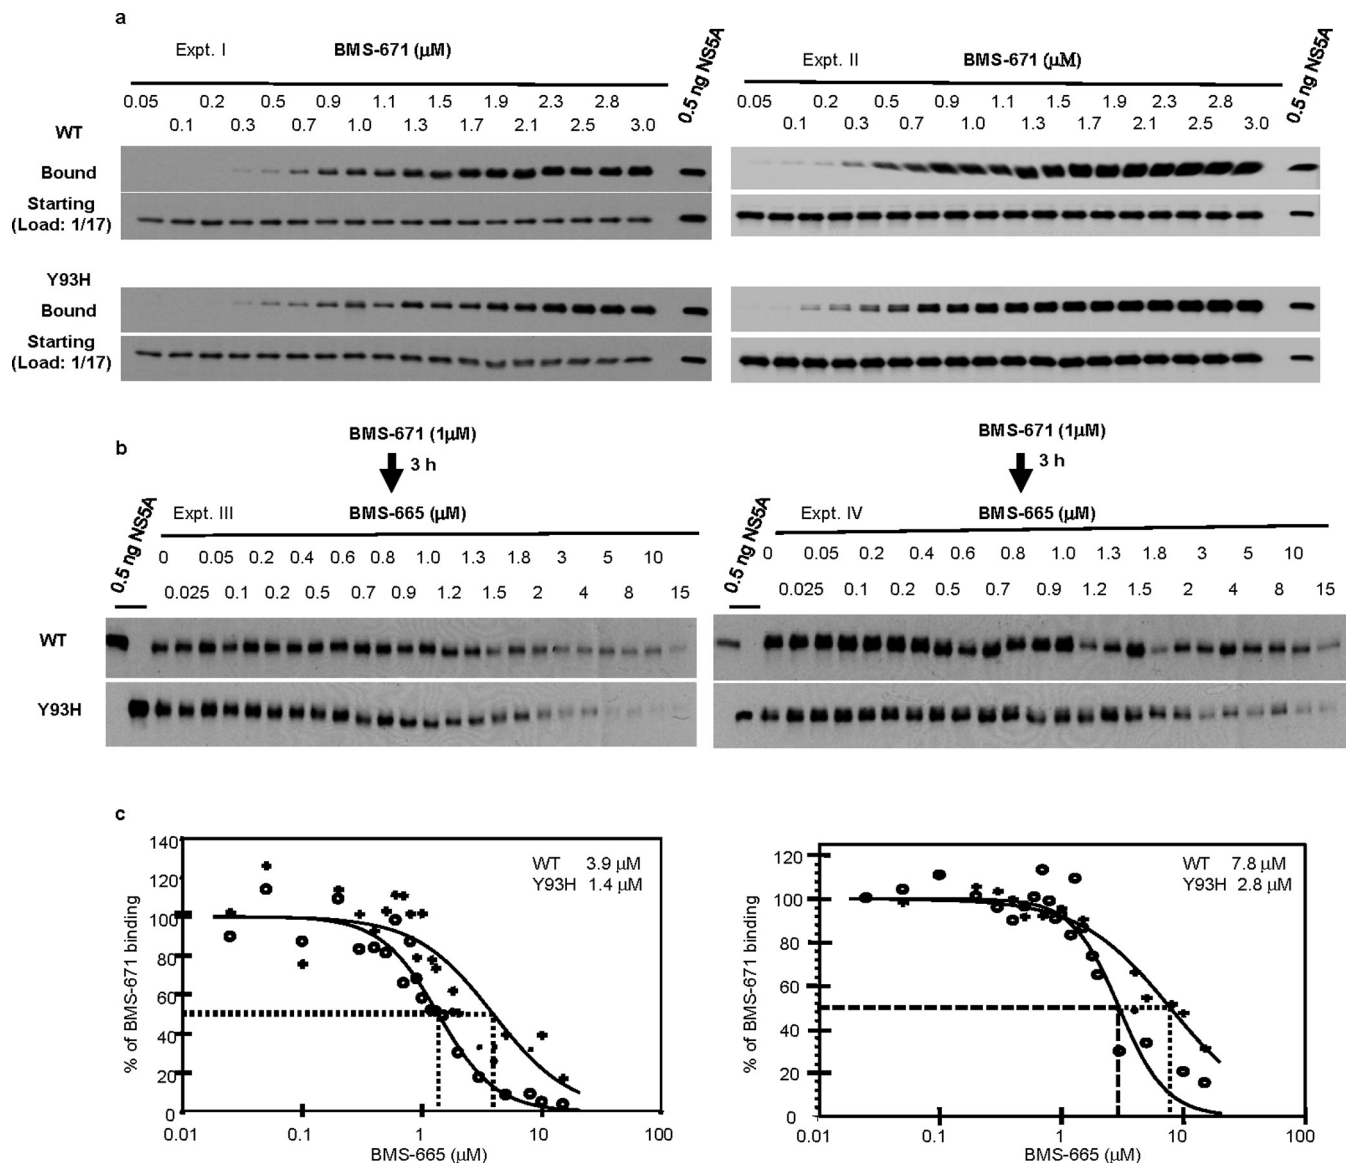 a
Expt. I BMS-671 (μM) 0.5 ng NS5A
0.05 0.2 0.5 0.9 1.1 1.5 1.9 2.3 2.8
0.1 0.3 0.7 1.0 1.3 1.7 2.1 2.5 3.0
Expt. II BMS-671 (μM) 0.5 ng NS5A
0.05 0.2 0.5 0.9 1.1 1.5 1.9 2.3 2.8
0.1 0.3 0.7 1.0 1.3 1.7 2.1 2.5 3.0
WT
Bound
Starting
(Load: 1/17)
Y93H
Bound
Starting
(Load: 1/17)
b
BMS-671 (1μM)
3 h
0.5 ng NS5A Expt. III BMS-665 (μM)
0 0.05 0.2 0.4 0.6 0.8 1.0 1.3 1.8 3 5 10
0.025 0.1 0.2 0.5 0.7 0.9 1.2 1.5 2 4 8 15
BMS-671 (1μM)
3 h
0.5 ng NS5A Expt. IV BMS-665 (μM)
0 0.05 0.2 0.4 0.6 0.8 1.0 1.3 1.8 3 5 10
0.025 0.1 0.2 0.5 0.7 0.9 1.2 1.5 2 4 8 15
WT
Y93H
c
% of BMS-671 binding
140
120
100
80
60
40
20
0
WT 3.9 μM
Y93H 1.4 μM
0.01 0.1 1 10 100
BMS-665 (μM)
% of BMS-671 binding
120
100
80
60
40
20
0
WT 7.8 μM
Y93H 2.8 μM
0.01 0.1 1 10 100
BMS-665 (μM)